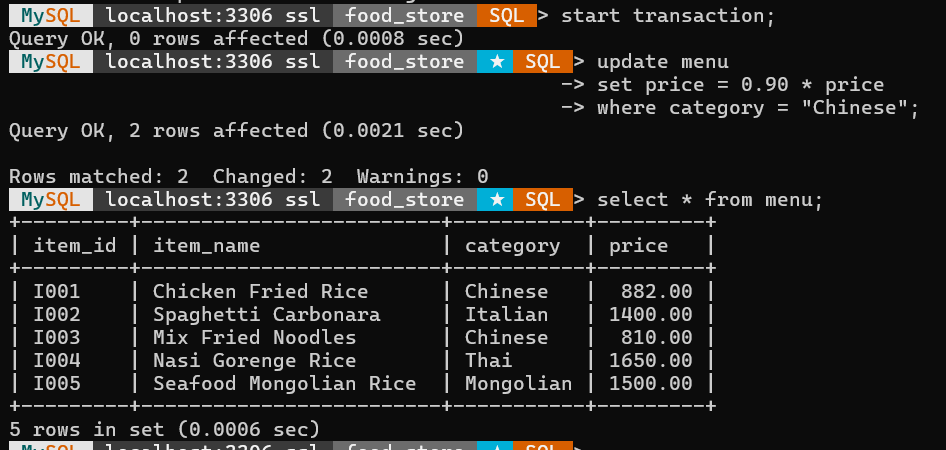 MySQL localhost:3306 ssl food_store SQL > start transaction;
Query OK, 0 rows affected (0.0008 sec)
MySQL localhost:3306 ssl food_store ★ SQL > update menu
-> set price = 0.90 * price
-> where category = "Chinese";
Query OK, 2 rows affected (0.0021 sec)
Rows matched: 2  Changed: 2  Warnings: 0
MySQL localhost:3306 ssl food_store ★ SQL > select * from menu;
+---------+-------------------------+-----------+---------+
| item_id | item_name               | category  | price   |
+---------+-------------------------+-----------+---------+
| I001    | Chicken Fried Rice      | Chinese   |  882.00 |
| I002    | Spaghetti Carbonara     | Italian   | 1400.00 |
| I003    | Mix Fried Noodles       | Chinese   |  810.00 |
| I004    | Nasi Gorenge Rice       | Thai      | 1650.00 |
| I005    | Seafood Mongolian Rice  | Mongolian | 1500.00 |
+---------+-------------------------+-----------+---------+
5 rows in set (0.0006 sec)
MySQL localhost:3306 ssl food_store ★ SQL >